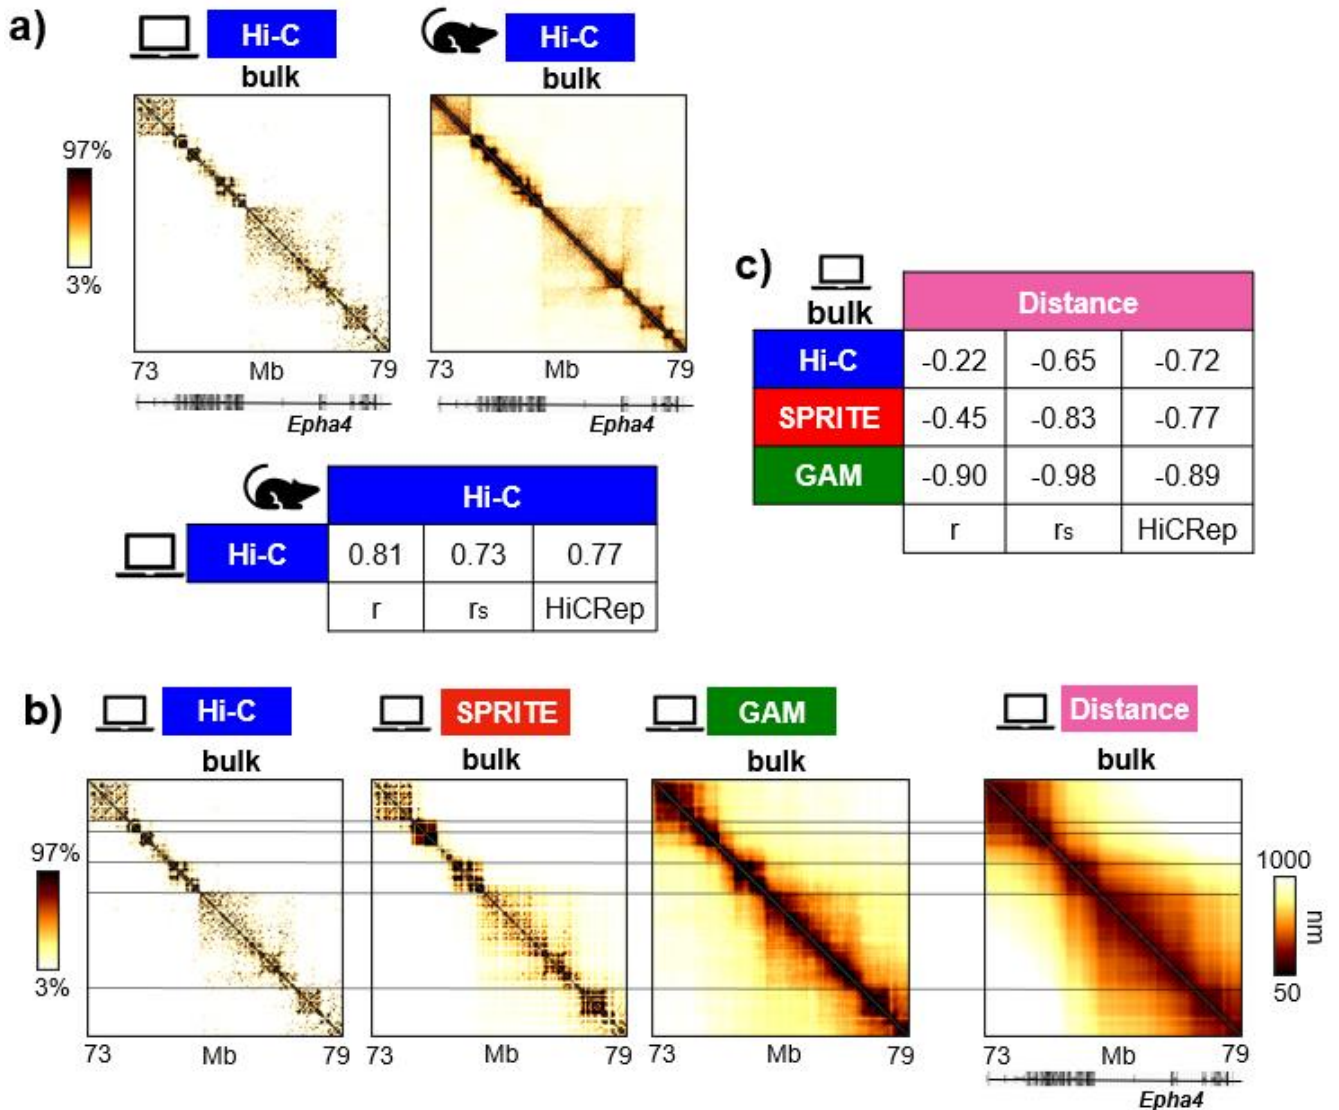 a)
Hi-C Hi-C
bulk bulk
97%
3%
73 Mb 79 73 Mb 79
Epha4 Epha4
Hi-C
Hi-C 0.81 0.73 0.77
r rs HiCRep
c)
bulk Distance
Hi-C -0.22 -0.65 -0.72
SPRITE -0.45 -0.83 -0.77
GAM -0.90 -0.98 -0.89
r rs HiCRep
b)
Hi-C SPRITE GAM Distance
bulk bulk bulk bulk
97% 1000
nm
3% 50
73 Mb 79 73 Mb 79 73 Mb 79 73 Mb 79
Epha4